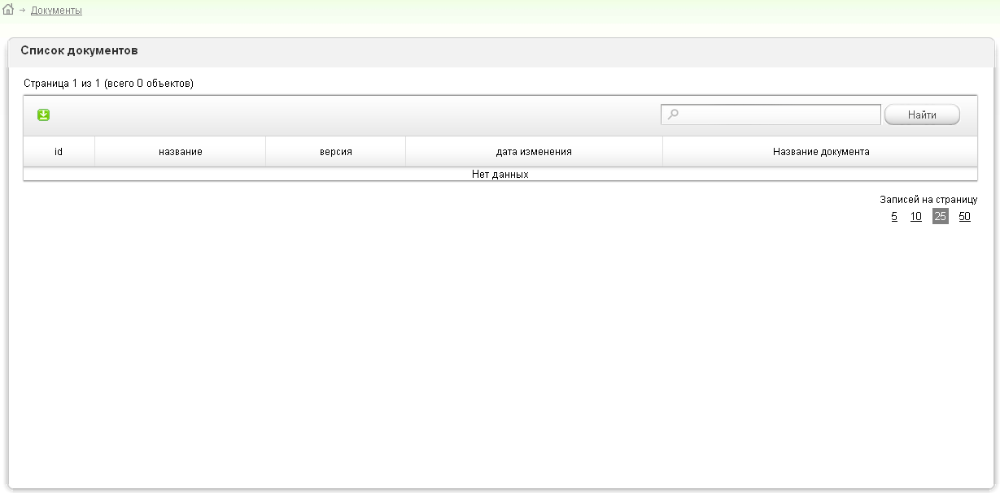 → Документы
Список документов
Страница 1 из 1 (всего 0 объектов)
Найти
id название версия дата изменения Название документа
Нет данных
Записей на страницу
5 10 25 50